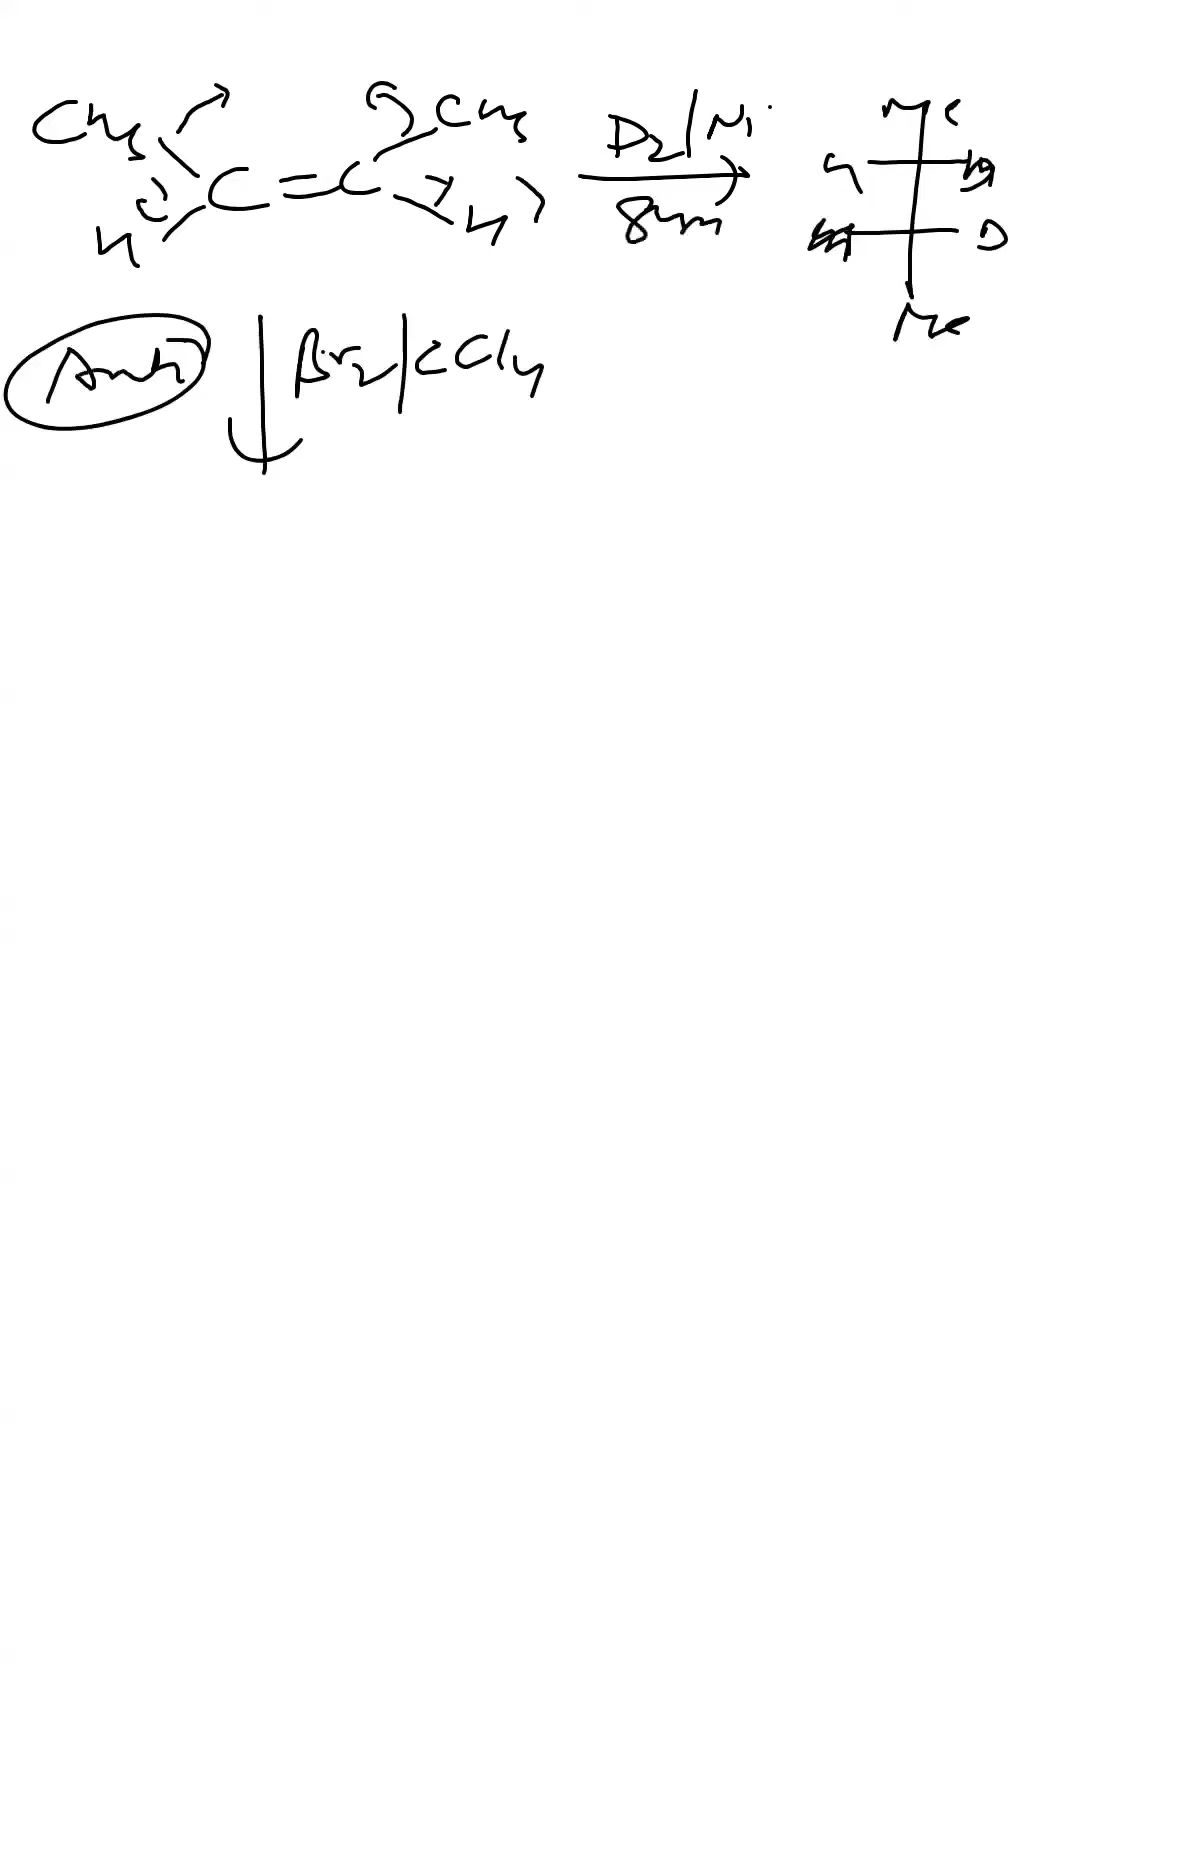 CH3 CH3 D2/Ni Me
C=C
H H Syn H D
H D
Me
Anti Br2/CCl4